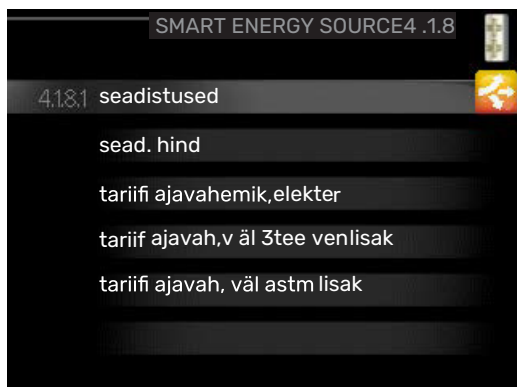 SMART ENERGY SOURCE4 .1.8
4.1.8.1 seadistused
sead. hind
tariifi ajavahemik,elekter
tariif ajavah,v äl 3tee venlisak
tariifi ajavah, väl astm lisak